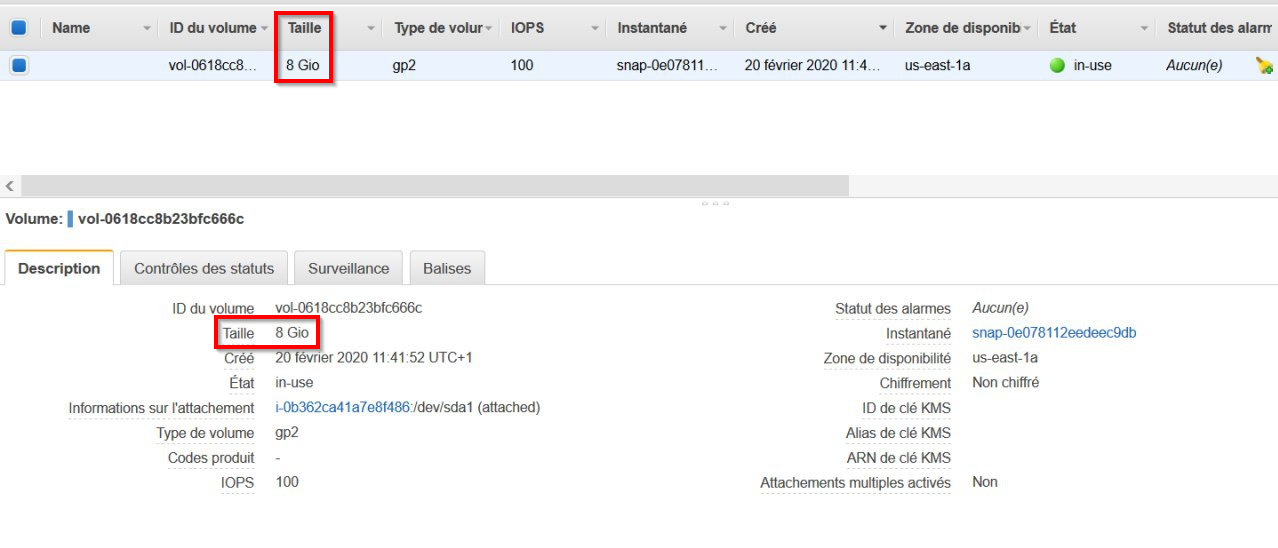 Name ID du volume Taille Type de volur IOPS Instantané Créé Zone de disponib État Statut des alarm
vol-0618cc8... 8 Gio gp2 100 snap-0e07811... 20 février 2020 11:4... us-east-1a in-use Aucun(e)
Volume: vol-0618cc8b23bfc666c
Description Contrôles des statuts Surveillance Balises
ID du volume vol-0618cc8b23bfc666c Statut des alarmes Aucun(e)
Taille 8 Gio Instantané snap-0e078112eedeec9db
Créé 20 février 2020 11:41:52 UTC+1 Zone de disponibilité us-east-1a
État in-use Chiffrement Non chiffré
Informations sur l'attachement i-0b362ca41a7e8f486:/dev/sda1 (attached) ID de clé KMS
Type de volume gp2 Alias de clé KMS
Codes produit - ARN de clé KMS
IOPS 100 Attachements multiples activés Non